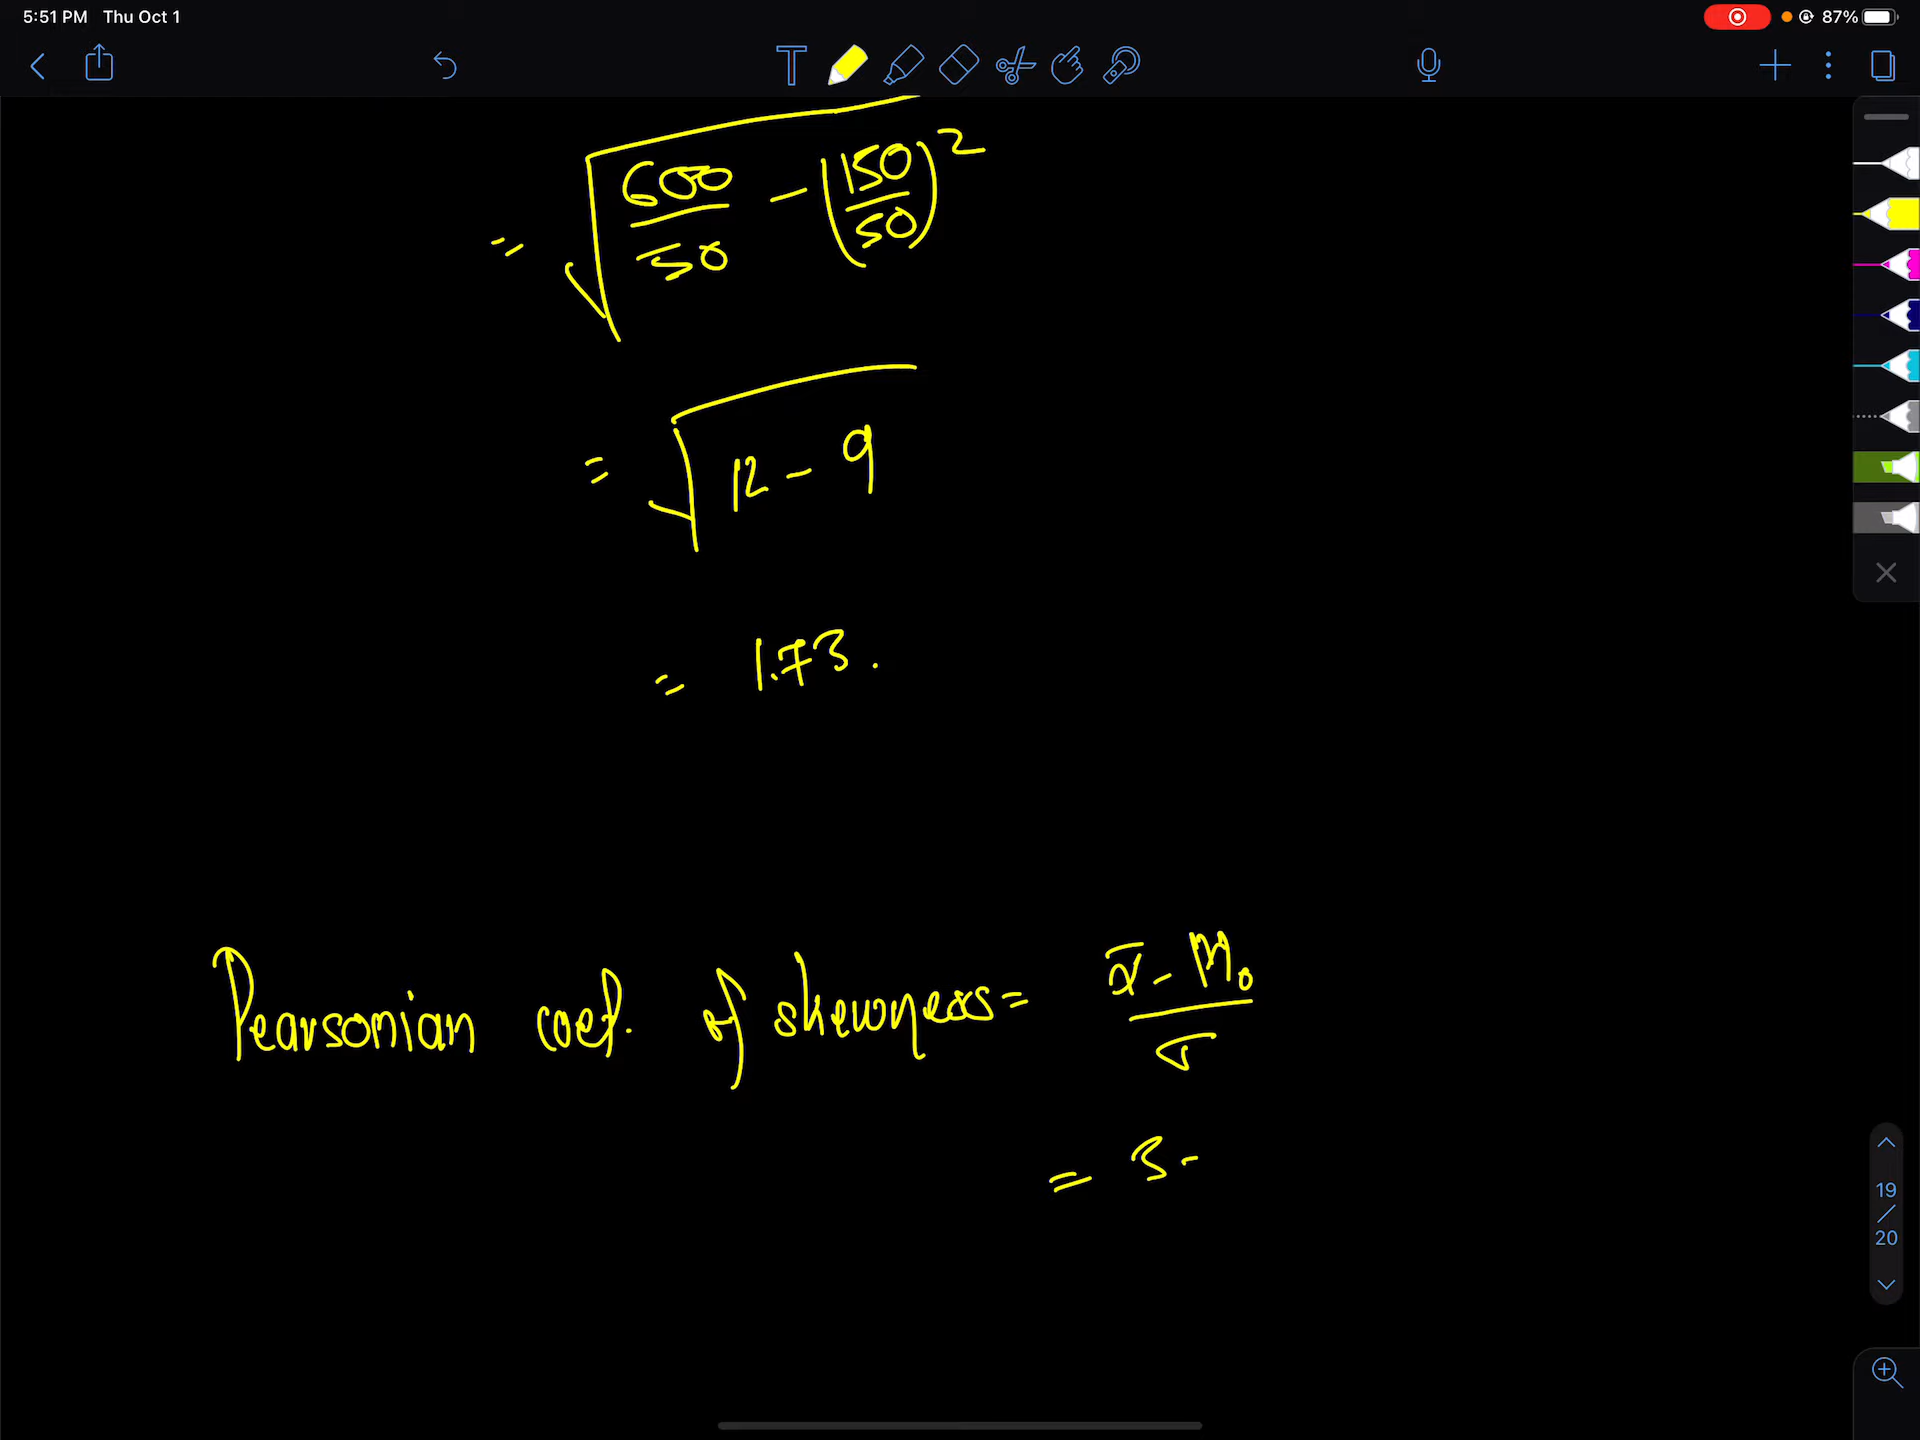 5:51 PM Thu Oct 1
87%
= √(600/50 - (150/50)²)
= √(12 - 9)
= 1.73.
Pearsonian coef. of skewness = (x̄ - M₀)/σ
= 3 -
19
/
20